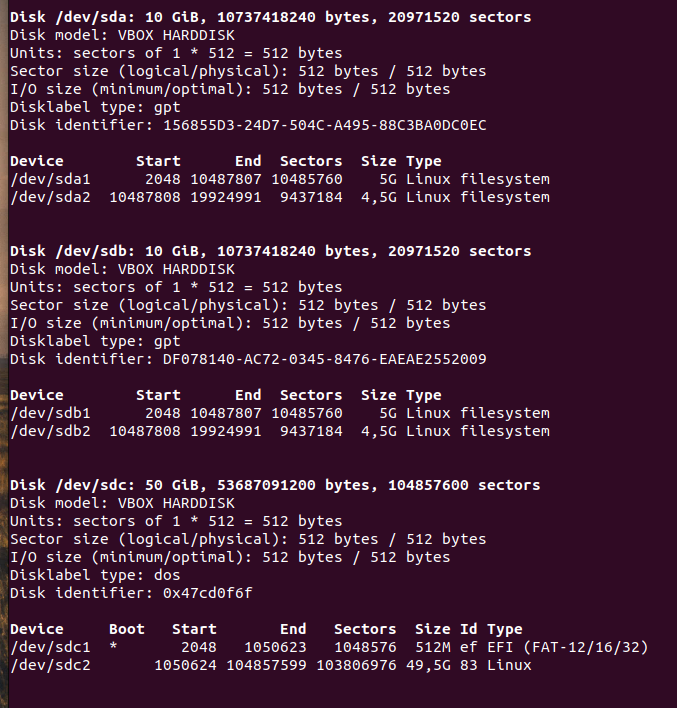 Disk /dev/sda: 10 GiB, 10737418240 bytes, 20971520 sectors
Disk model: VBOX HARDDISK
Units: sectors of 1 * 512 = 512 bytes
Sector size (logical/physical): 512 bytes / 512 bytes
I/O size (minimum/optimal): 512 bytes / 512 bytes
Disklabel type: gpt
Disk identifier: 156855D3-24D7-504C-A495-88C3BA0DC0EC
Device        Start      End  Sectors  Size Type
/dev/sda1      2048 10487807 10485760    5G Linux filesystem
/dev/sda2  10487808 19924991  9437184  4,5G Linux filesystem
Disk /dev/sdb: 10 GiB, 10737418240 bytes, 20971520 sectors
Disk model: VBOX HARDDISK
Units: sectors of 1 * 512 = 512 bytes
Sector size (logical/physical): 512 bytes / 512 bytes
I/O size (minimum/optimal): 512 bytes / 512 bytes
Disklabel type: gpt
Disk identifier: DF078140-AC72-0345-8476-EAEAE2552009
Device        Start      End  Sectors  Size Type
/dev/sdb1      2048 10487807 10485760    5G Linux filesystem
/dev/sdb2  10487808 19924991  9437184  4,5G Linux filesystem
Disk /dev/sdc: 50 GiB, 53687091200 bytes, 104857600 sectors
Disk model: VBOX HARDDISK
Units: sectors of 1 * 512 = 512 bytes
Sector size (logical/physical): 512 bytes / 512 bytes
I/O size (minimum/optimal): 512 bytes / 512 bytes
Disklabel type: dos
Disk identifier: 0x47cd0f6f
Device     Boot   Start       End   Sectors  Size Id Type
/dev/sdc1  *       2048   1050623   1048576  512M ef EFI (FAT-12/16/32)
/dev/sdc2       1050624 104857599 103806976 49,5G 83 Linux